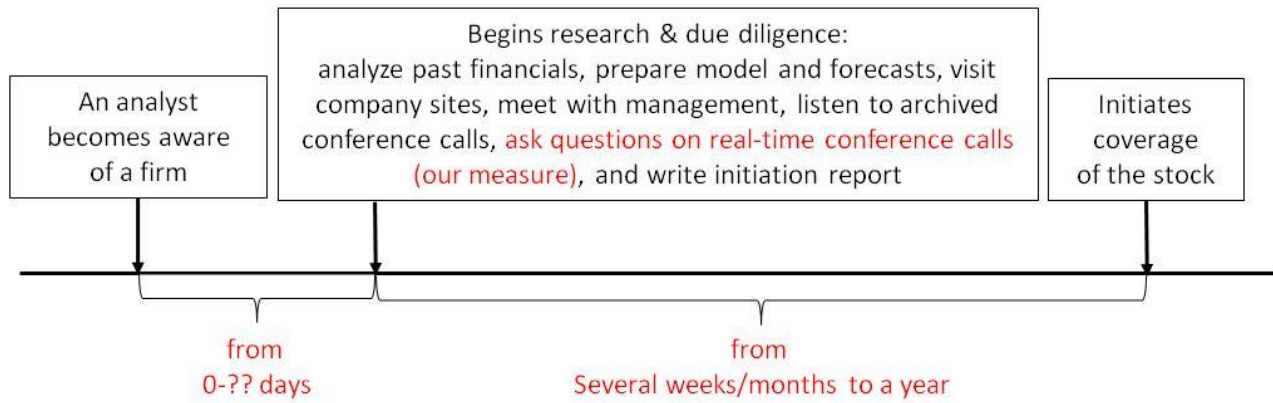 An analyst
becomes aware
of a firm
Begins research & due diligence:
analyze past financials, prepare model and forecasts, visit
company sites, meet with management, listen to archived
conference calls, ask questions on real-time conference calls
(our measure), and write initiation report
Initiates
coverage
of the stock
from
0-?? days
from
Several weeks/months to a year